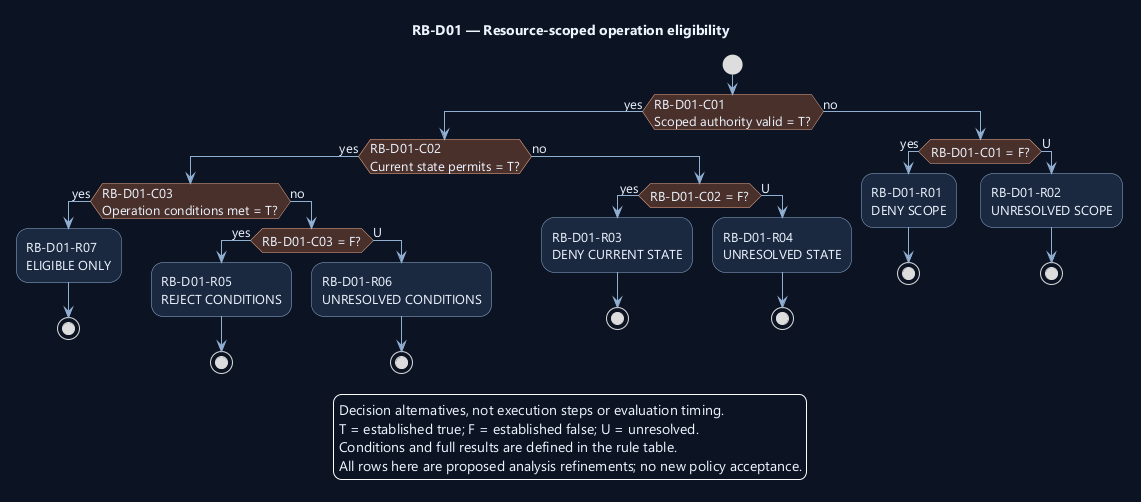 RB-D01 — Resource-scoped operation eligibility
yes
RB-D01-C01
Scoped authority valid = T?
no
yes
RB-D01-C02
Current state permits = T?
no
yes
RB-D01-C01 = F?
U
yes
RB-D01-C03
Operation conditions met = T?
no
yes
RB-D01-C02 = F?
U
RB-D01-R01
DENY SCOPE
RB-D01-R02
UNRESOLVED SCOPE
RB-D01-R07
ELIGIBLE ONLY
yes
RB-D01-C03 = F?
U
RB-D01-R03
DENY CURRENT STATE
RB-D01-R04
UNRESOLVED STATE
RB-D01-R05
REJECT CONDITIONS
RB-D01-R06
UNRESOLVED CONDITIONS
Decision alternatives, not execution steps or evaluation timing.
T = established true; F = established false; U = unresolved.
Conditions and full results are defined in the rule table.
All rows here are proposed analysis refinements; no new policy acceptance.